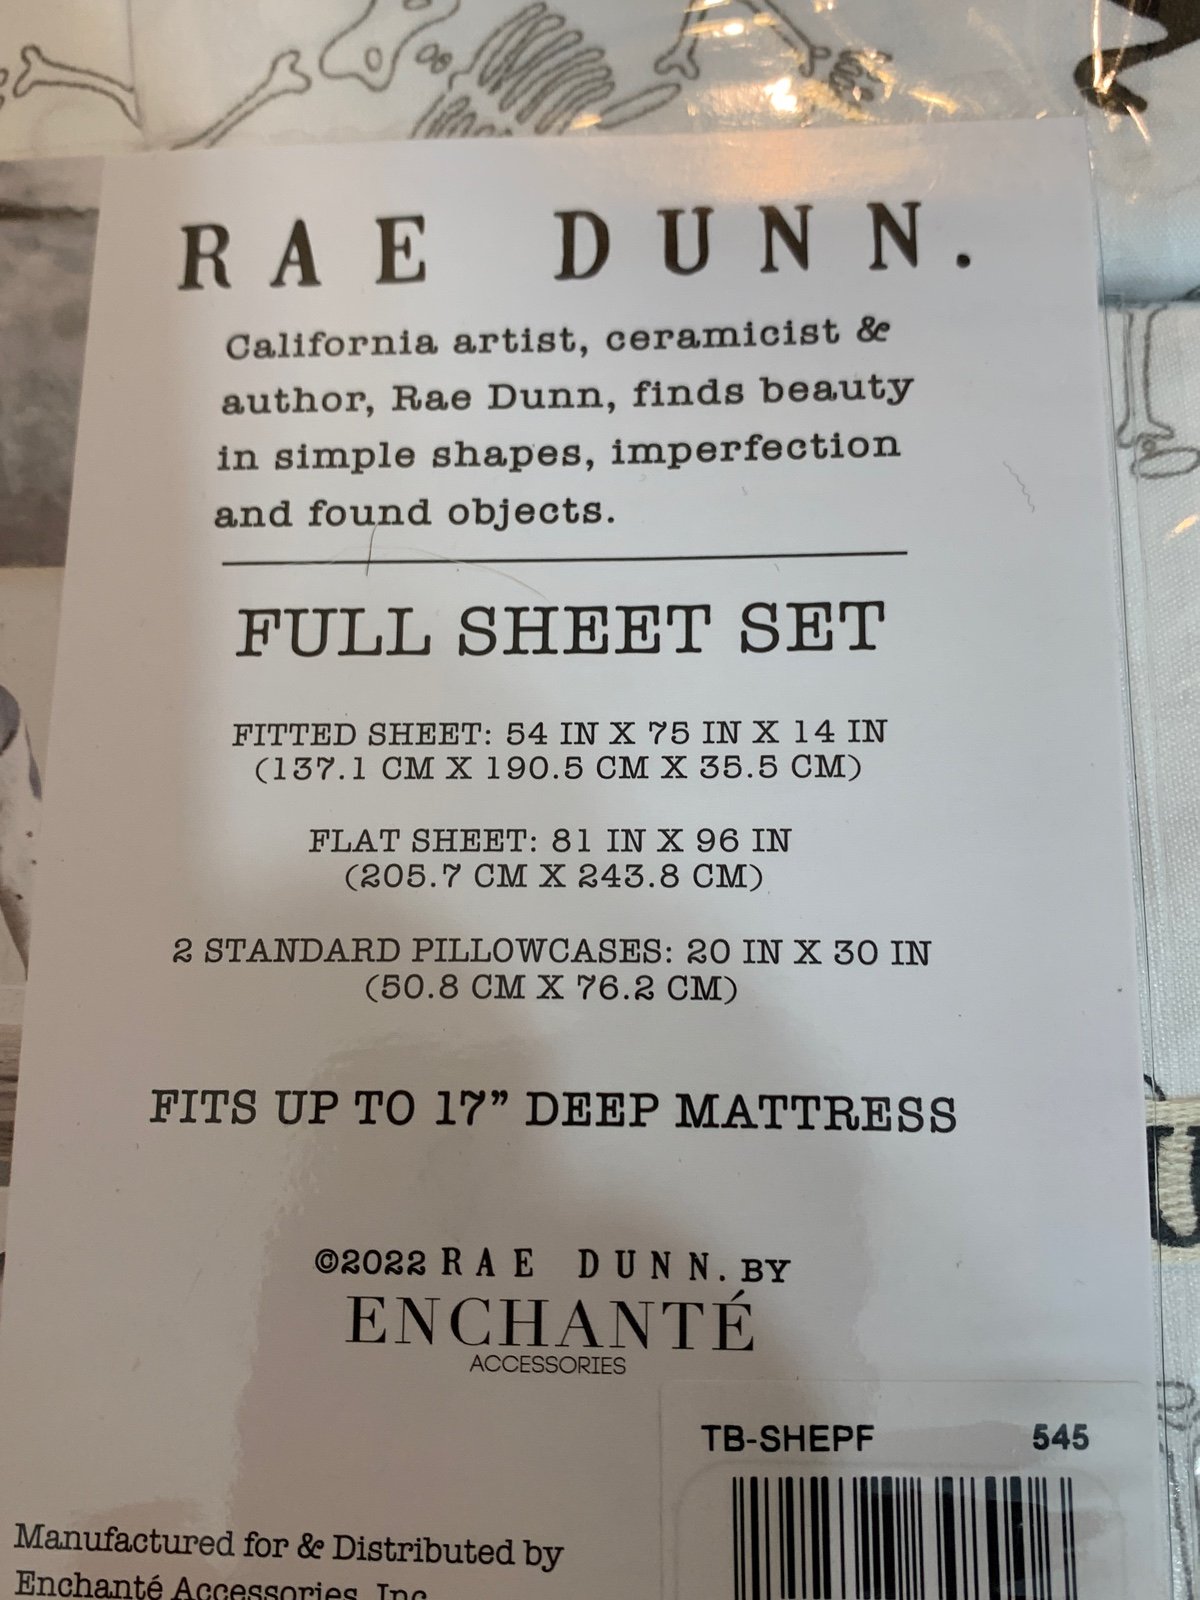 RAE DUNN.
California artist, ceramicist &
author, Rae Dunn, finds beauty
in simple shapes, imperfection
and found objects.
FULL SHEET SET
FITTED SHEET: 54 IN X 75 IN X 14 IN
(137.1 CM X 190.5 CM X 35.5 CM)
FLAT SHEET: 81 IN X 96 IN
(205.7 CM X 243.8 CM)
2 STANDARD PILLOWCASES: 20 IN X 30 IN
(50.8 CM X 76.2 CM)
FITS UP TO 17” DEEP MATTRESS
©2022 RAE DUNN. BY
ENCHANTÉ
ACCESSORIES
TB-SHEPF 545
Manufactured for & Distributed by
Enchanté Accessories, Inc.